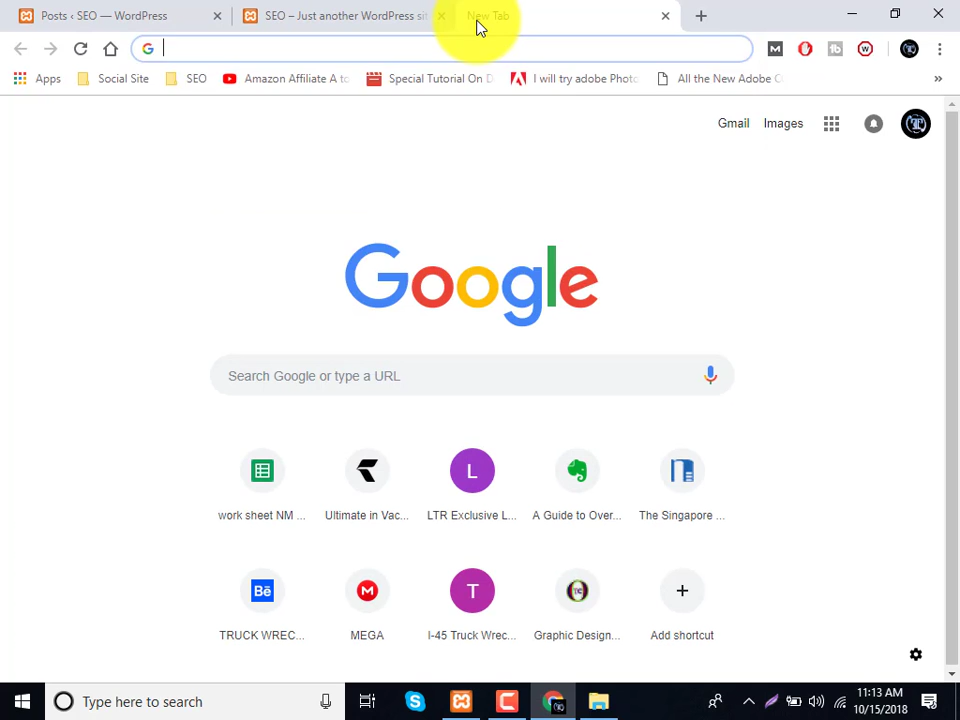 Posts ‹ SEO — WordPress
SEO – Just another WordPress sit
New Tab
Apps
Social Site
SEO
Amazon Affiliate A to
Special Tutorial On D
I will try adobe Photo
All the New Adobe C
»
Gmail
Images
Google
Search Google or type a URL
L
work sheet NM ...
Ultimate in Vac...
LTR Exclusive L...
A Guide to Over...
The Singapore ...
Bē
M
T
TRUCK WREC...
MEGA
I-45 Truck Wrec...
Graphic Design...
Add shortcut
Type here to search
11:13 AM
10/15/2018